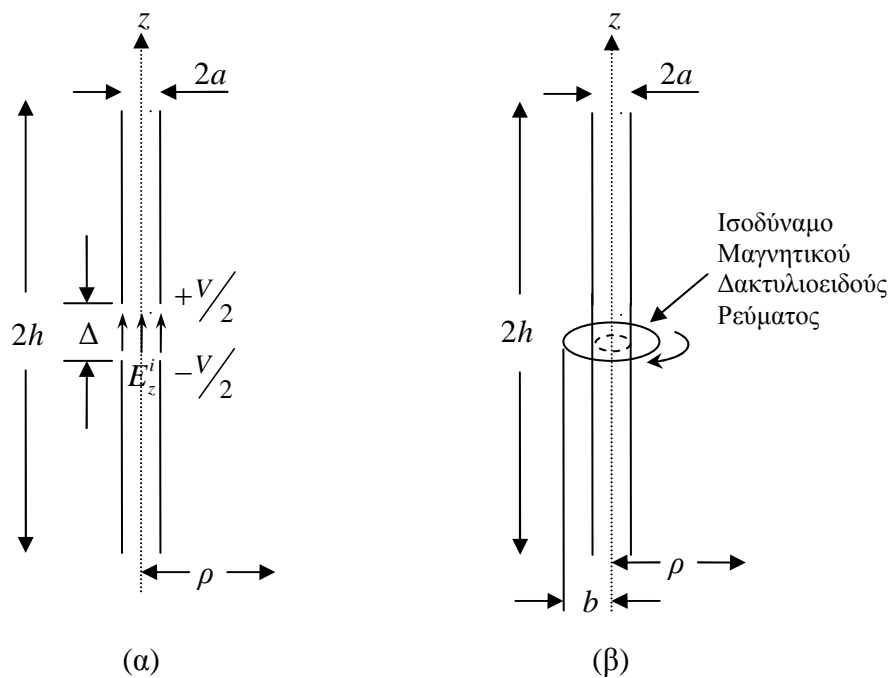 z
2a
+V/2
2h
Δ
E_z^i
−V/2
ρ
(α)
z
2a
Ισοδύναμο
Μαγνητικού
Δακτυλιοειδούς
Ρεύματος
2h
ρ
b
(β)